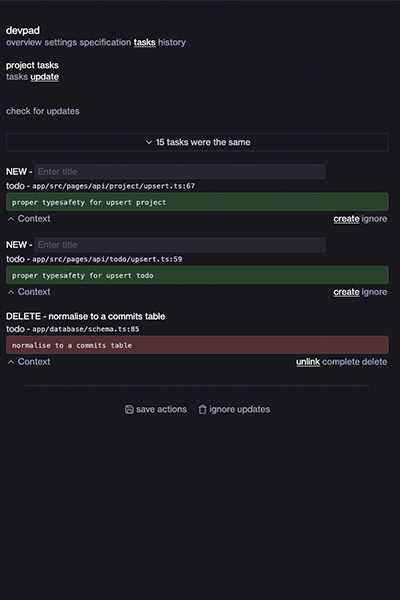 devpad
overview settings specification tasks history
project tasks
tasks update
check for updates
15 tasks were the same
NEW - Enter title
todo - app/src/pages/api/project/upsert.ts:67
proper typesafety for upsert project
Context create ignore
NEW - Enter title
todo - app/src/pages/api/todo/upsert.ts:59
proper typesafety for upsert todo
Context create ignore
DELETE - normalise to a commits table
todo - app/database/schema.ts:85
normalise to a commits table
Context unlink complete delete
save actions ignore updates